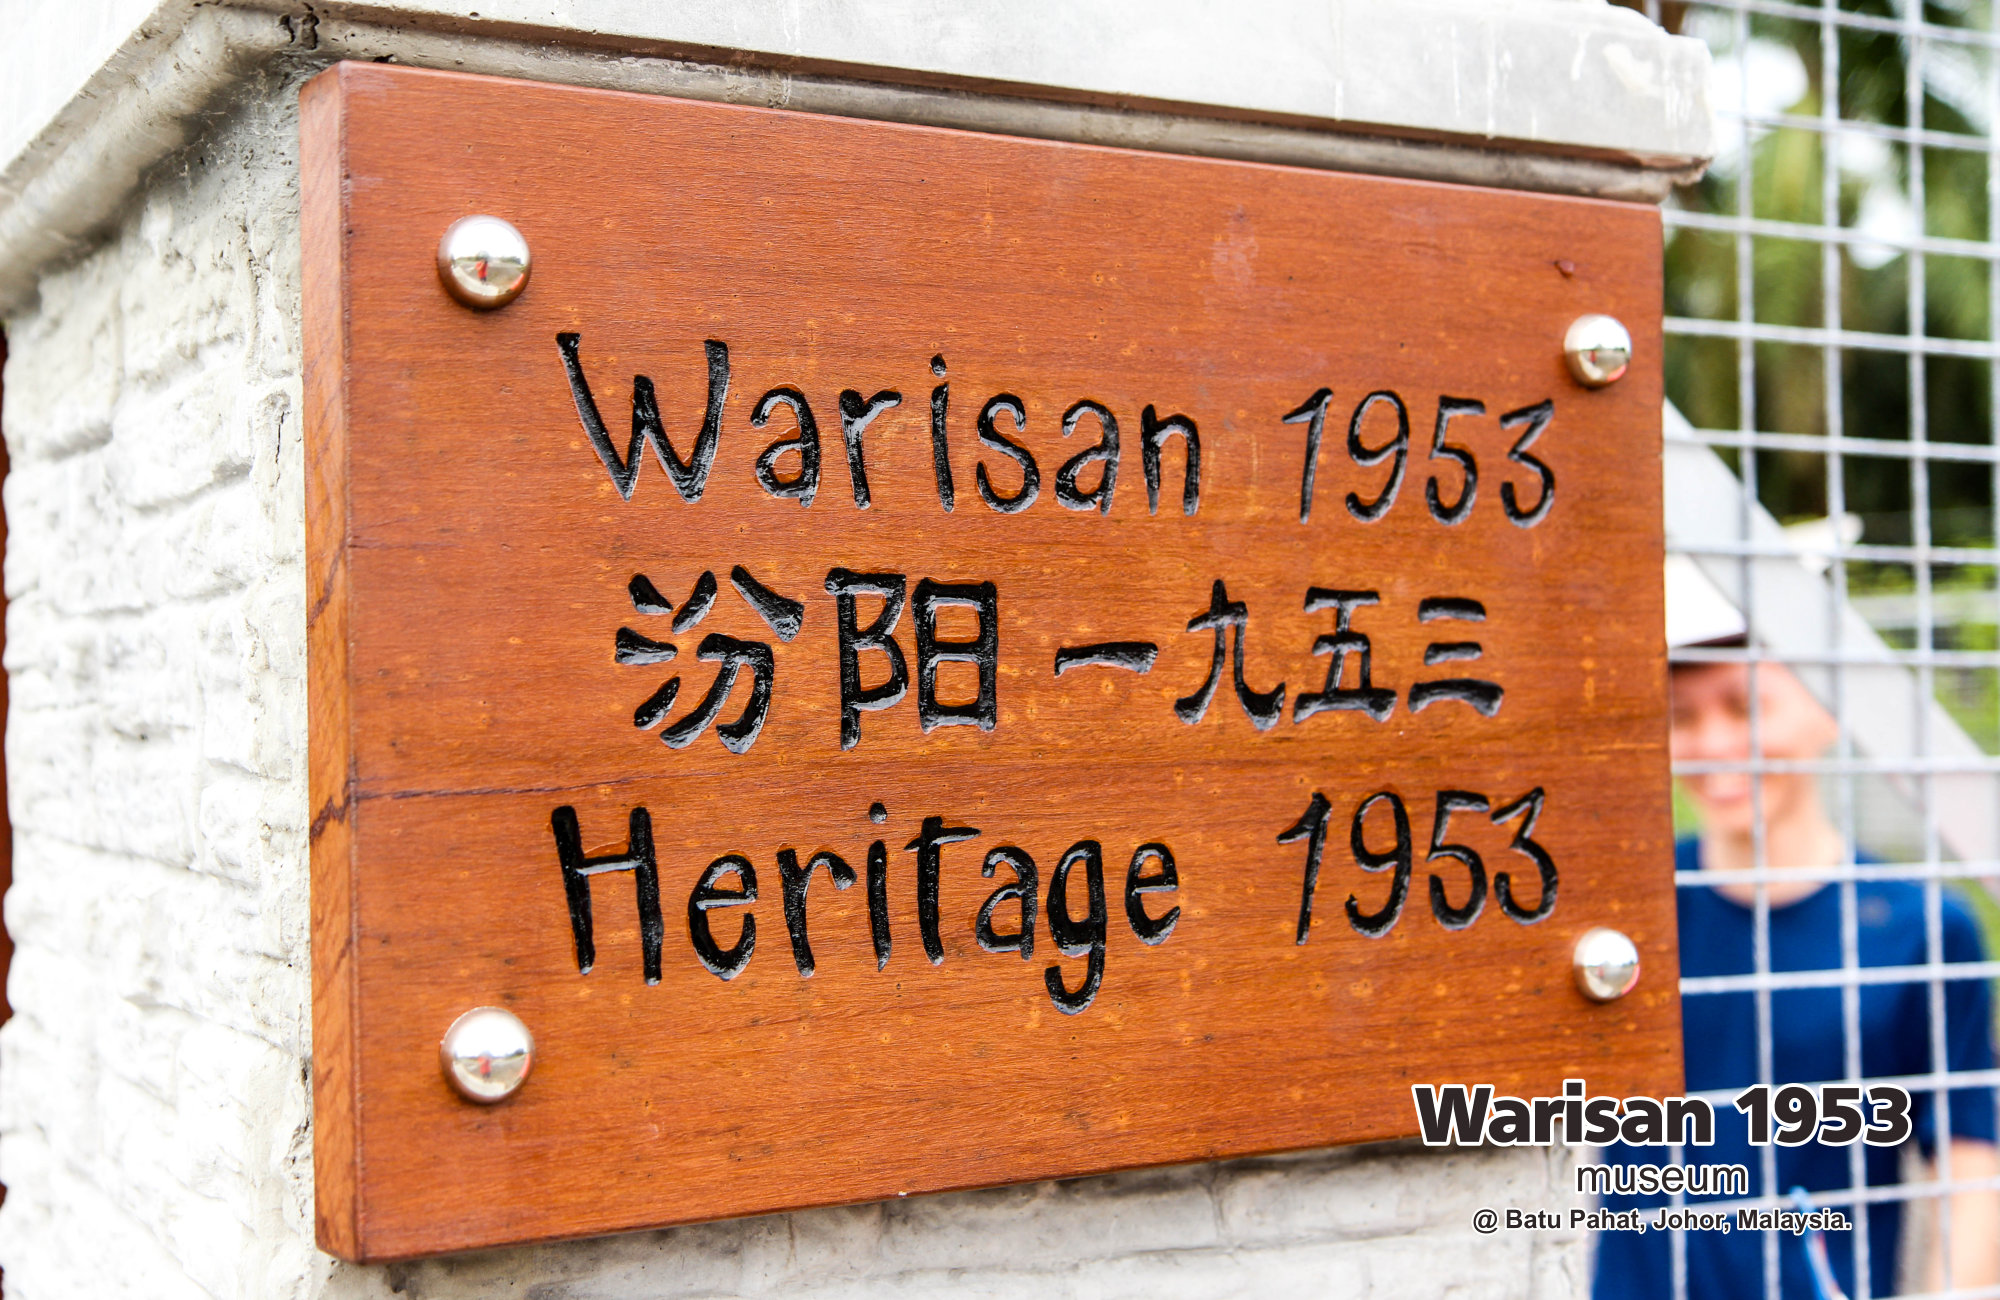 Warisan 1953
汾阳一九五三
Heritage 1953
Warisan 1953
museum
@ Batu Pahat, Johor, Malaysia.